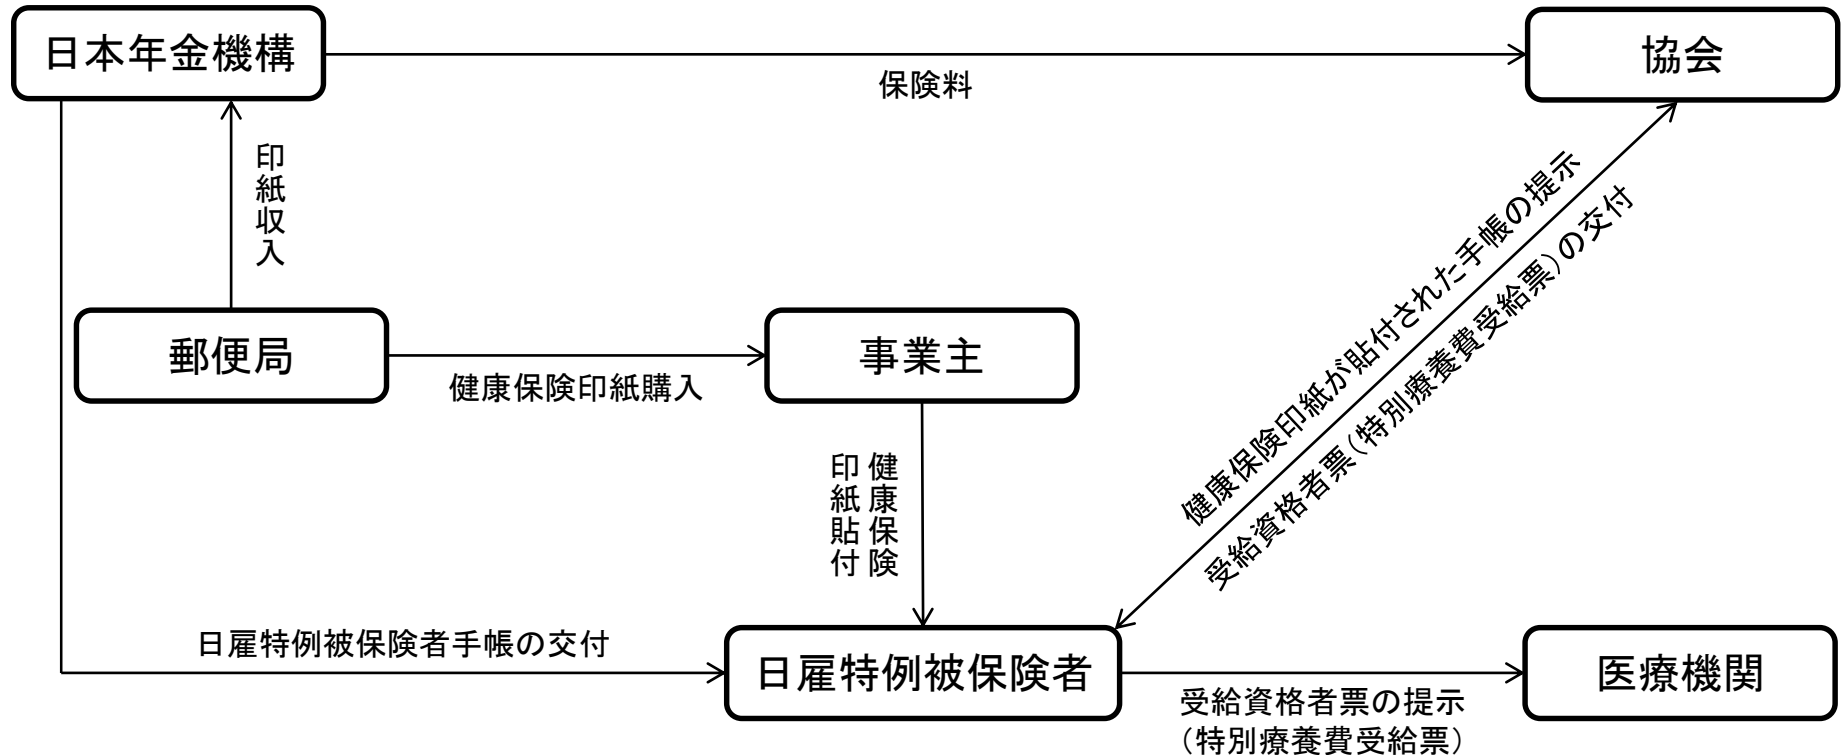 日本年金機構
協会
保険料
印紙収入
郵便局
事業主
健康保険印紙購入
健康保険
印紙貼付
健康保険印紙が貼付された手帳の提示
受給資格者票(特別療養費受給票)の交付
日雇特例被保険者手帳の交付
日雇特例被保険者
医療機関
受給資格者票の提示
(特別療養費受給票)